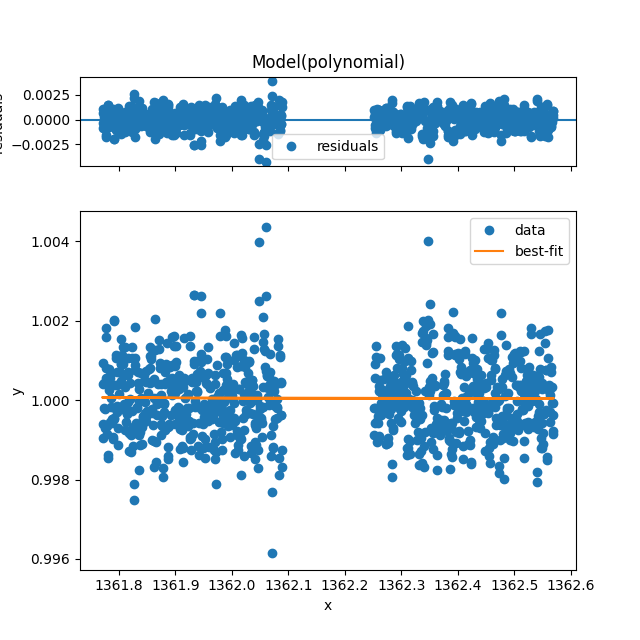 Model(polynomial)
0.0025
0.0000
−0.0025
residuals
residuals
1.004
1.002
1.000
0.998
0.996
y
data
best-fit
1361.8 1361.9 1362.0 1362.1 1362.2 1362.3 1362.4 1362.5 1362.6
x